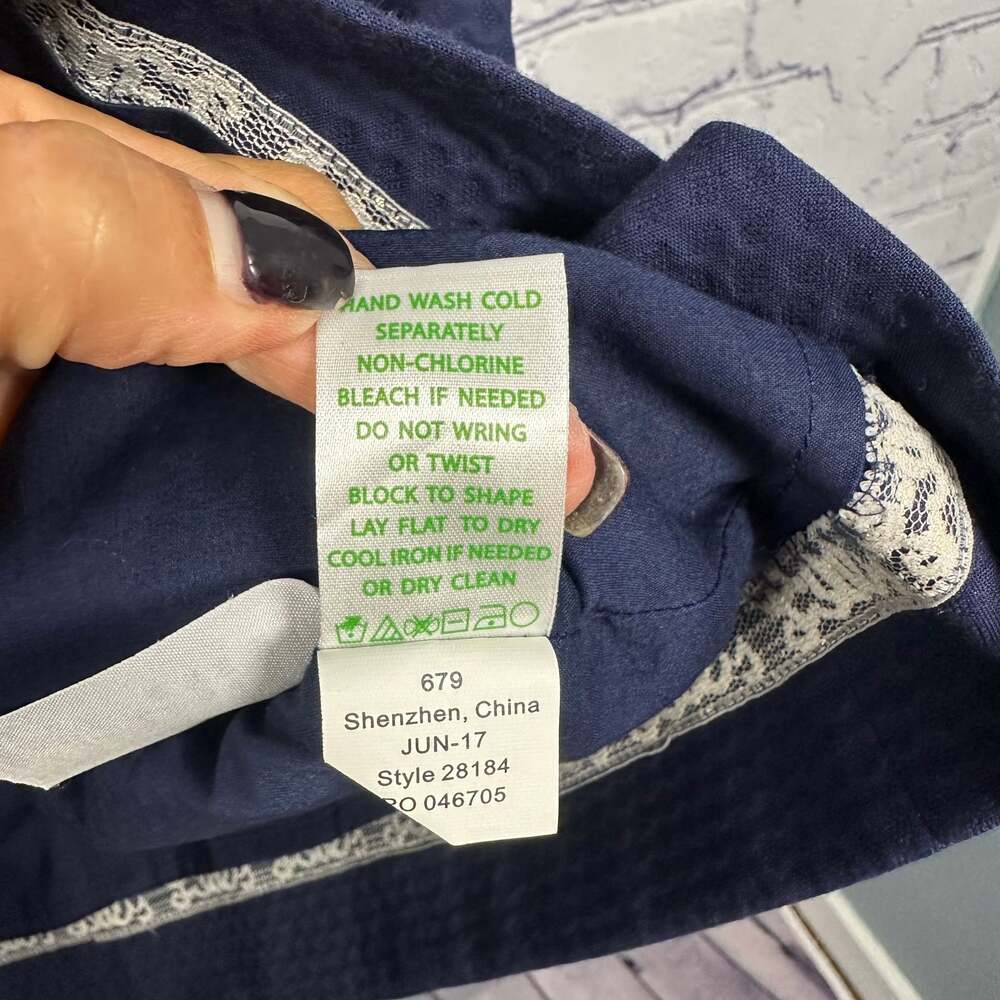 HAND WASH COLD
SEPARATELY
NON-CHLORINE
BLEACH IF NEEDED
DO NOT WRING
OR TWIST
BLOCK TO SHAPE
LAY FLAT TO DRY
COOL IRON IF NEEDED
OR DRY CLEAN
679
Shenzhen, China
JUN-17
Style 28184
PO 046705